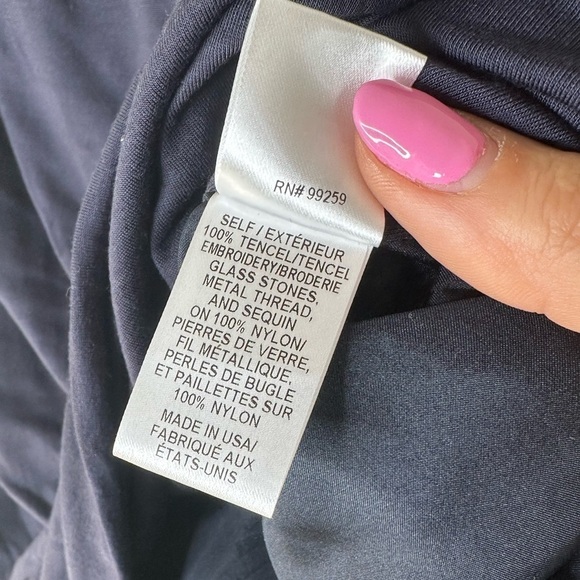 RN# 99259
SELF / EXTÉRIEUR
100% TENCEL/TENCEL
EMBROIDERY/BRODERIE
GLASS STONES,
METAL THREAD,
AND SEQUIN
ON 100% NYLON/
PIERRES DE VERRE,
FIL MÉTALLIQUE,
PERLES DE BUGLE
ET PAILLETTES SUR
100% NYLON
MADE IN USA/
FABRIQUÉ AUX
ÉTATS-UNIS